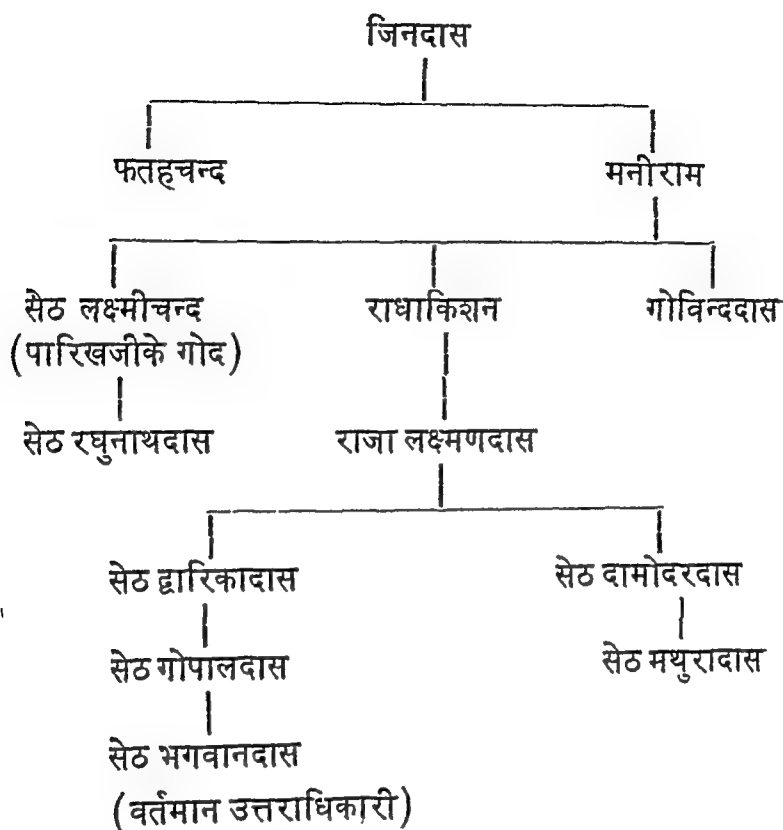 जिनदास
फतहचन्द मनीराम
सेठ लक्ष्मीचन्द राधाकिशन गोविन्ददास
(पारिखजीके गोद)
सेठ रघुनाथदास राजा लक्ष्मणदास
सेठ द्वारिकादास सेठ दामोदरदास
सेठ गोपालदास सेठ मथुरादास
सेठ भगवानदास
(वर्तमान उत्तराधिकारी)